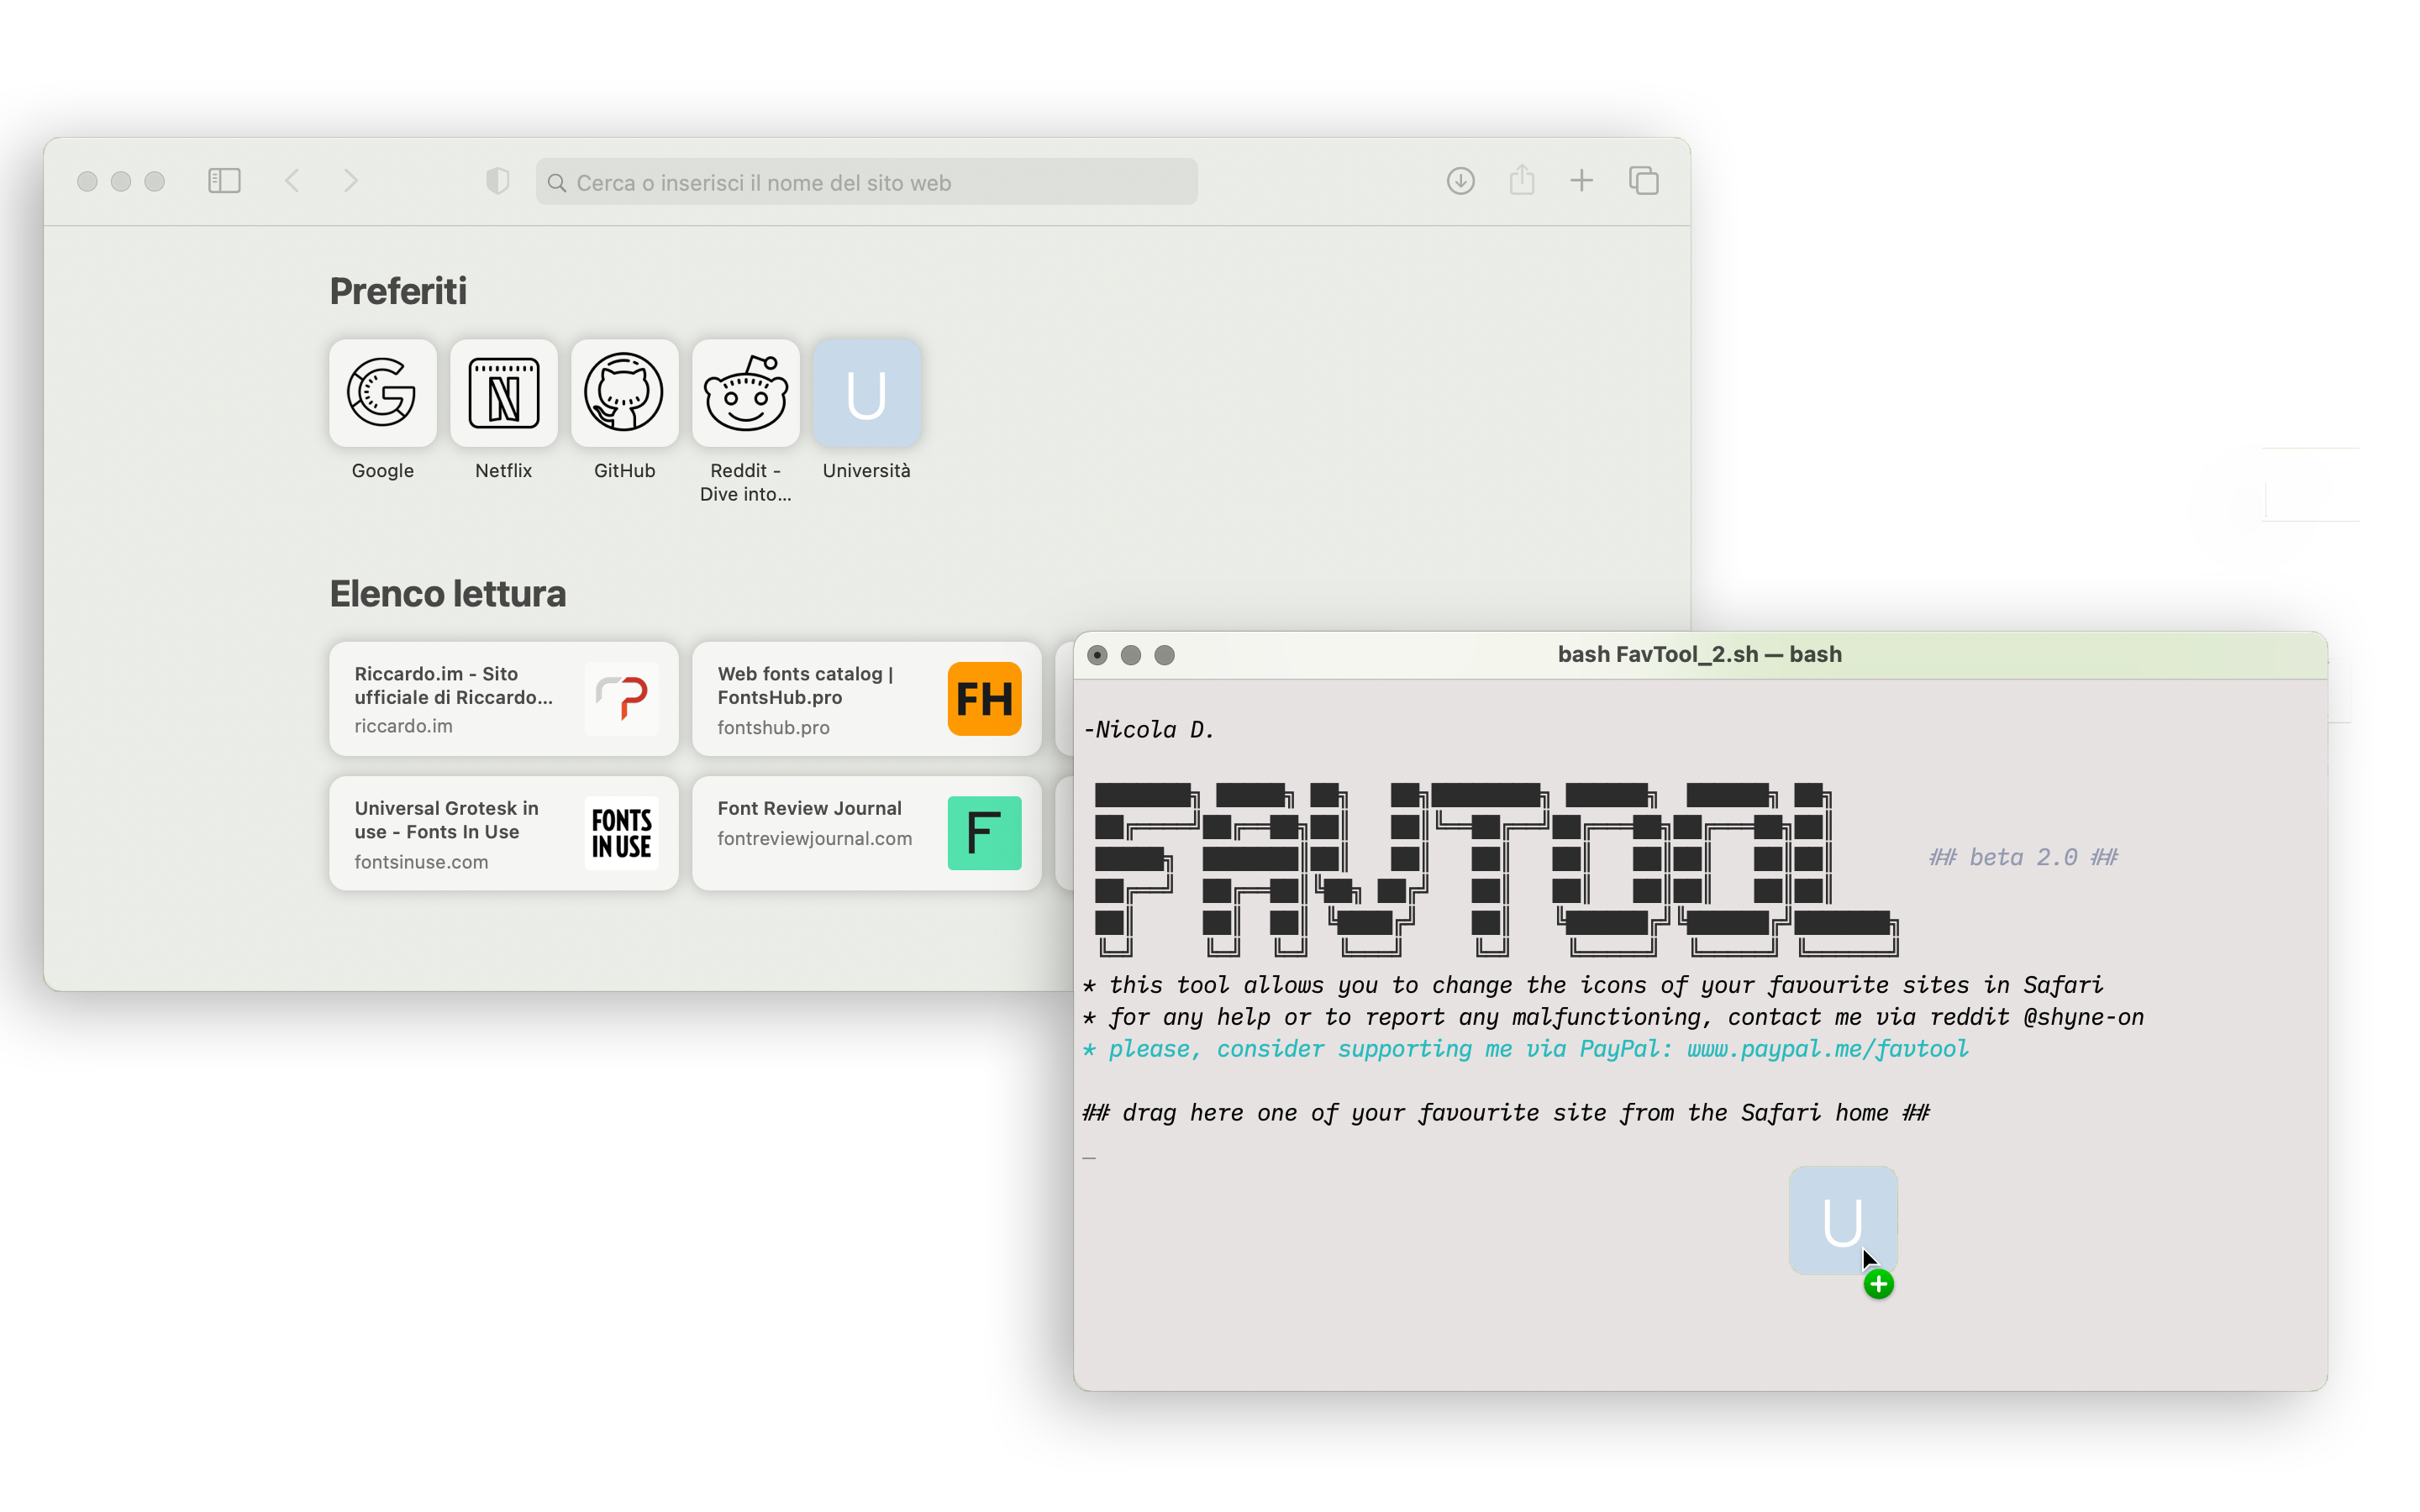 Cerca o inserisci il nome del sito web
Preferiti
U
Google
Netflix
GitHub
Reddit -
Dive into...
Università
Elenco lettura
Riccardo.im - Sito
ufficiale di Riccardo...
riccardo.im
Web fonts catalog |
FontsHub.pro
fontshub.pro
FH
Universal Grotesk in
use - Fonts In Use
fontsinuse.com
FONTS
IN USE
Font Review Journal
fontreviewjournal.com
F
bash FavTool_2.sh — bash
-Nicola D.
FAVTOOL
## beta 2.0 ##
* this tool allows you to change the icons of your favourite sites in Safari
* for any help or to report any malfunctioning, contact me via reddit @shyne-on
* please, consider supporting me via PayPal: www.paypal.me/favtool
## drag here one of your favourite site from the Safari home ##
_
U